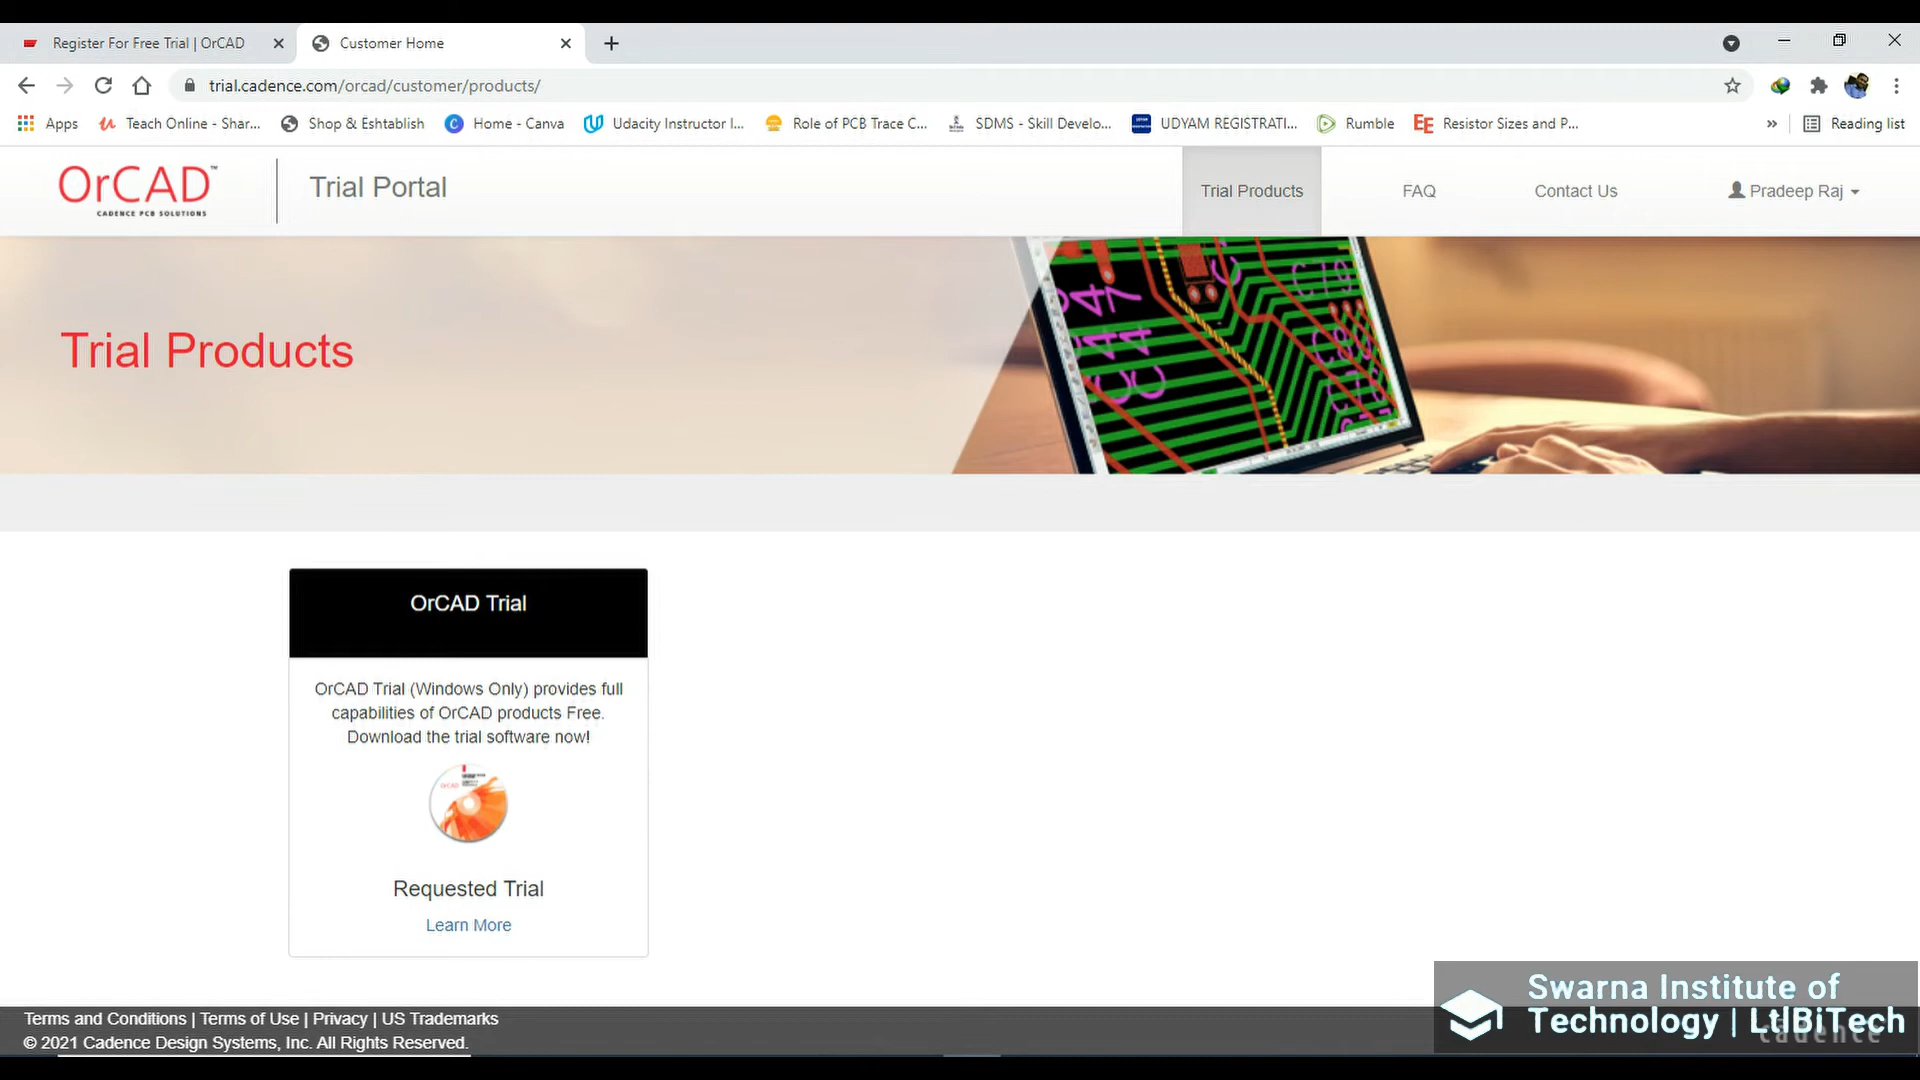 Register For Free Trial | OrCAD
Customer Home
trial.cadence.com/orcad/customer/products/
Apps
Teach Online - Shar...
Shop & Eshtablish
Home - Canva
Udacity Instructor I...
Role of PCB Trace C...
SDMS - Skill Develo...
UDYAM REGISTRATI...
Rumble
EE
Resistor Sizes and P...
»
Reading list
OrCAD™
CADENCE PCB SOLUTIONS
Trial Portal
Trial Products
FAQ
Contact Us
Pradeep Raj
Trial Products
OrCAD Trial
OrCAD Trial (Windows Only) provides full
capabilities of OrCAD products Free.
Download the trial software now!
OrCAD
Requested Trial
Learn More
Terms and Conditions | Terms of Use | Privacy | US Trademarks
© 2021 Cadence Design Systems, Inc. All Rights Reserved.
Swarna Institute of
Technology | LtlBiTech
cadence